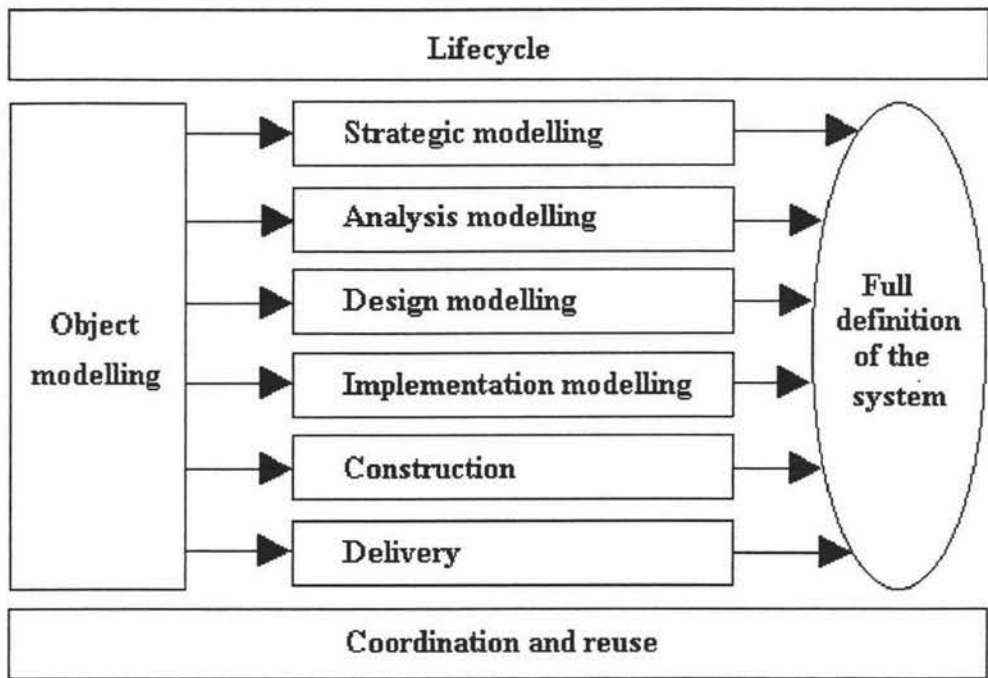 Lifecycle
Object
modelling
Strategic modelling
Analysis modelling
Design modelling
Implementation modelling
Construction
Delivery
Full
definition
of the
system
Coordination and reuse